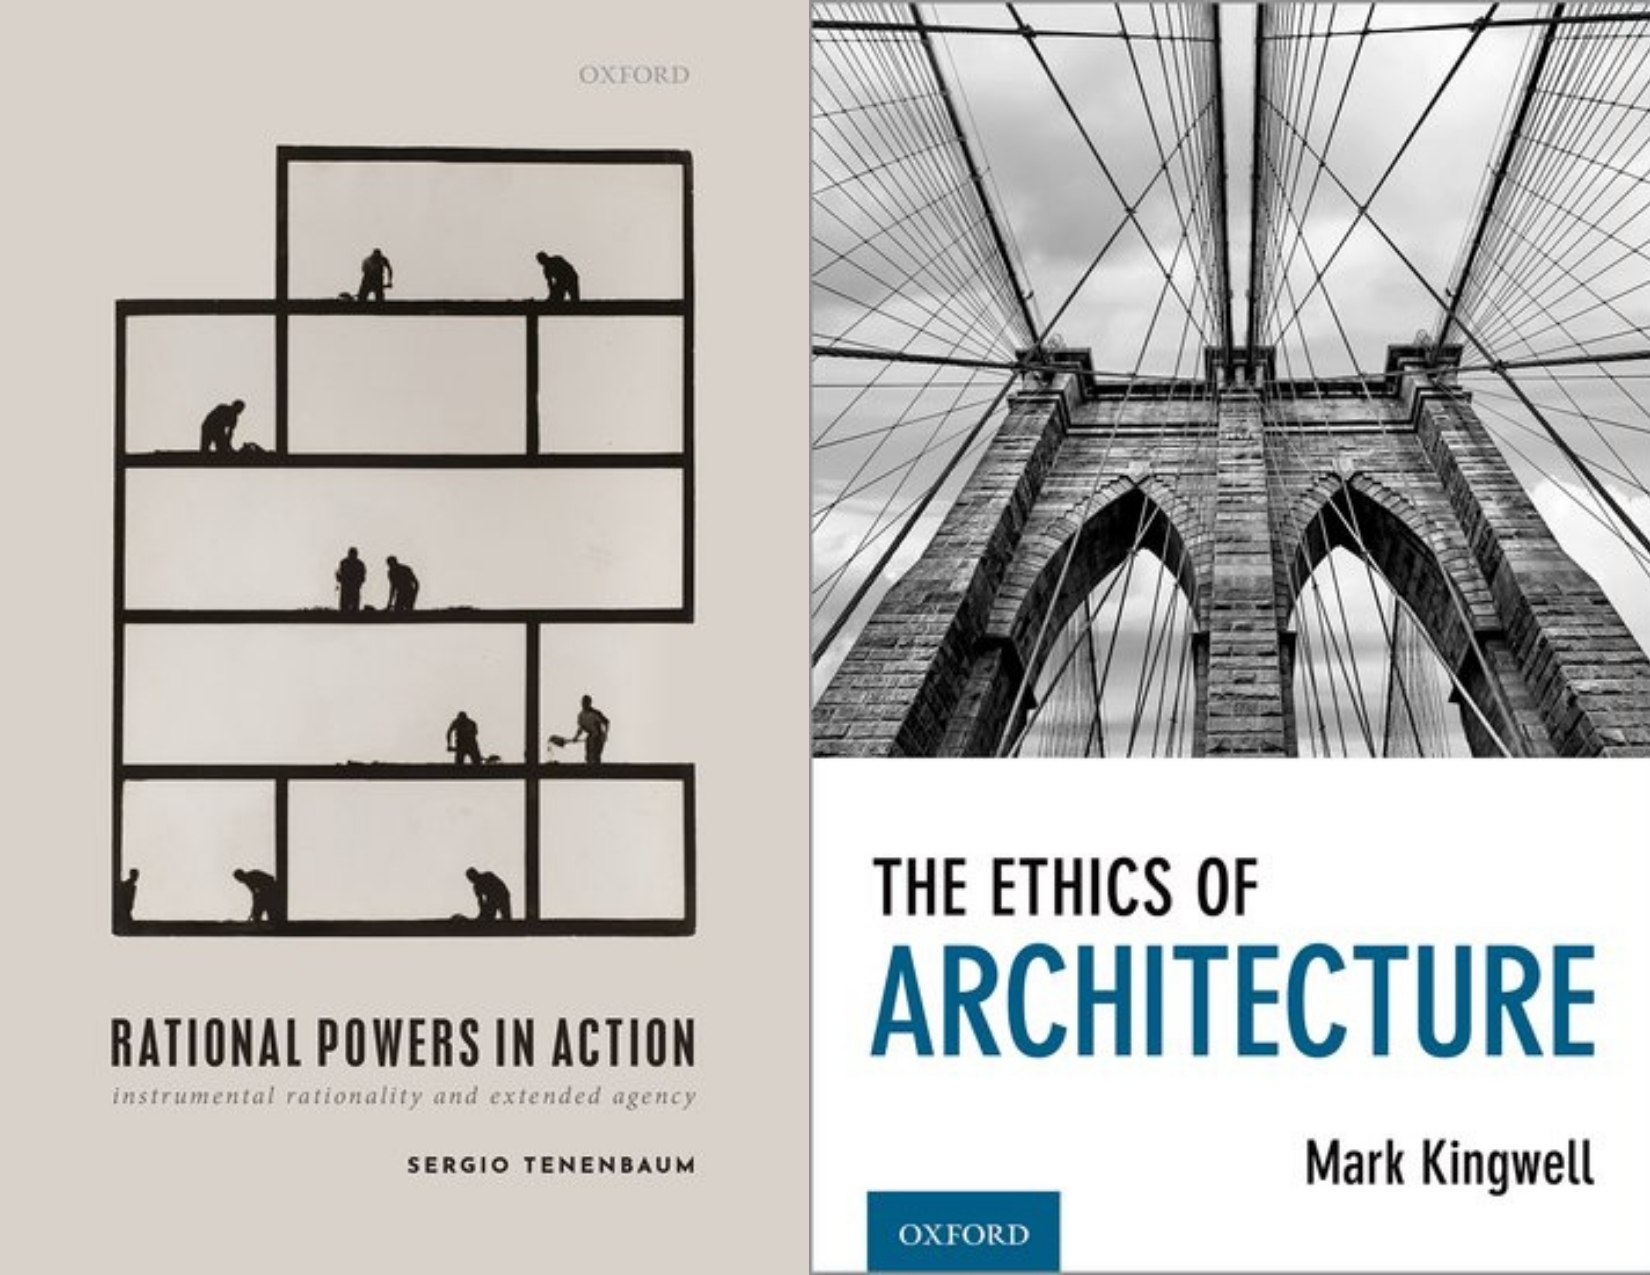 OXFORD
RATIONAL POWERS IN ACTION
instrumental rationality and extended agency
SERGIO TENENBAUM
THE ETHICS OF
ARCHITECTURE
Mark Kingwell
OXFORD